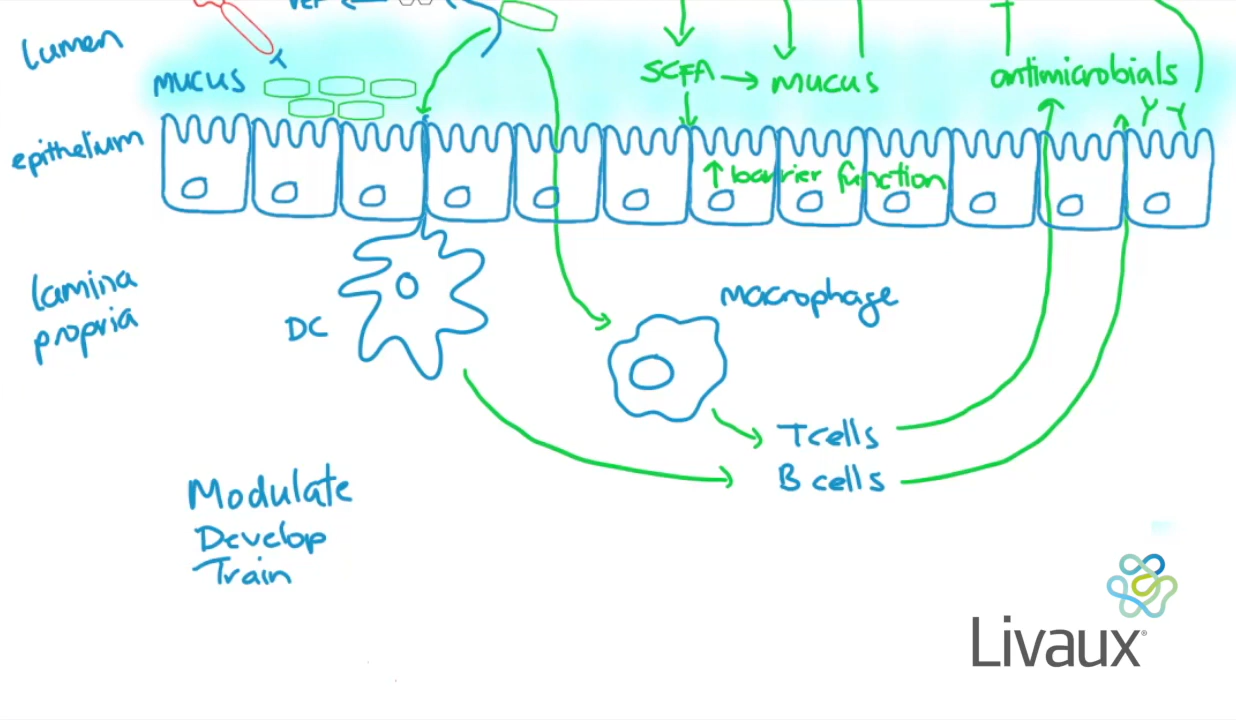 lumen
mucus
SCFA → mucus
antimicrobials
Y Y
epithelium
↑ barrier function
lamina
propria
DC
macrophage
T cells
B cells
Modulate
Develop
Train
Livaux®